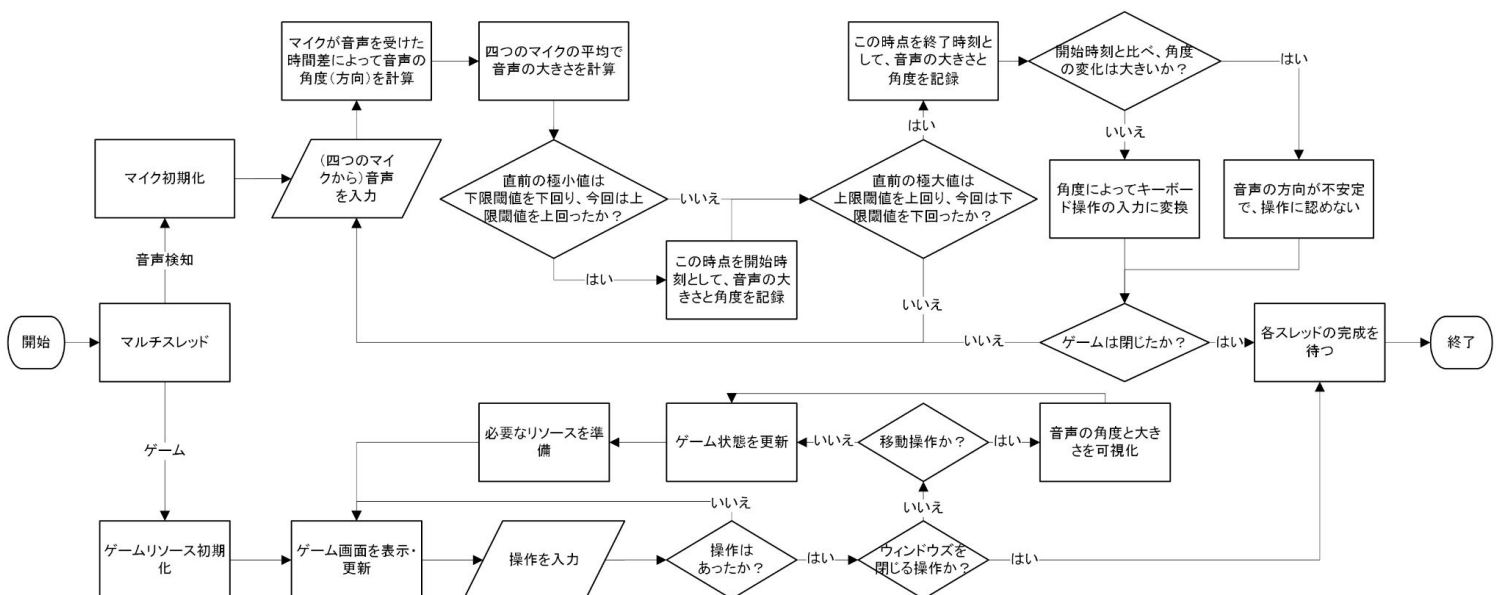 マイクが音声を受けた
時間差によって音声の
角度(方向)を計算
四つのマイクの平均で
音声の大きさを計算
この時点を終了時刻と
して、音声の大きさと
角度を記録
開始時刻と比べ、角度
の変化は大きいか？
はい
はい
いいえ
マイク初期化
(四つのマイ
クから)音声
を入力
直前の極小値は
下限閾値を下回り、今回は上
限閾値を上回ったか？
いいえ
直前の極大値は
上限閾値を上回り、今回は下
限閾値を下回ったか？
角度によってキーボー
ド操作の入力に変換
音声の方向が不安定
で、操作に認めない
音声検知
はい
この時点を開始時
刻として、音声の大
きさと角度を記録
いいえ
開始
マルチスレッド
いいえ
ゲームは閉じたか？
はい
各スレッドの完成を
待つ
終了
ゲーム
必要なリソースを準
備
ゲーム状態を更新
いいえ
移動操作か？
はい
音声の角度と大き
さを可視化
いいえ
いいえ
ゲームリソース初期
化
ゲーム画面を表示・
更新
操作を入力
操作は
あったか？
はい
ウィンドウズを
閉じる操作か？
はい